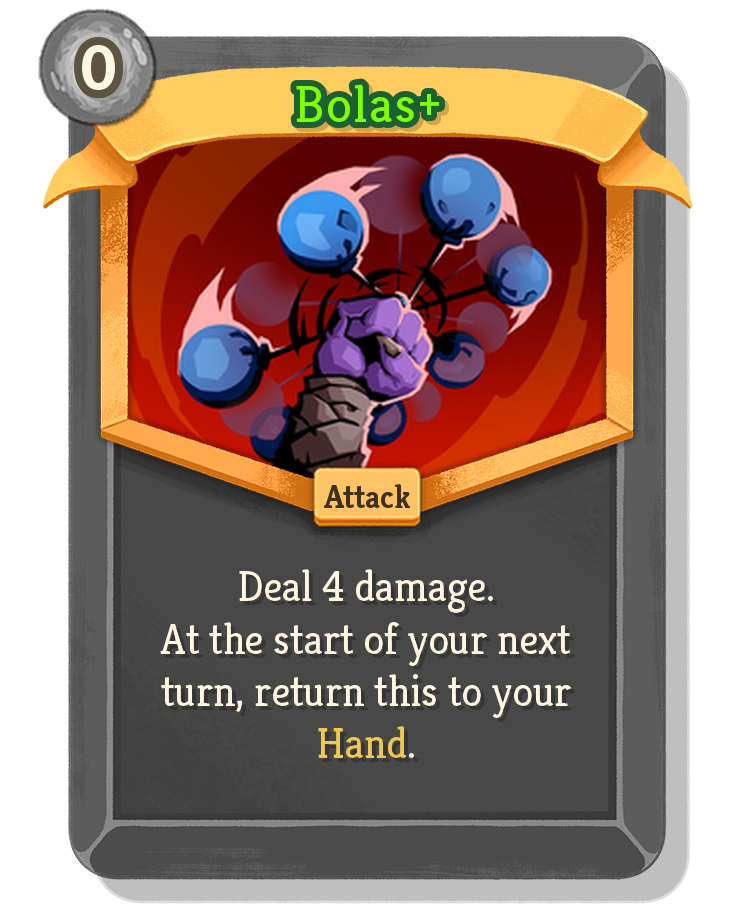 0
Bolas+
Attack
Deal 4 damage.
At the start of your next
turn, return this to your
Hand.